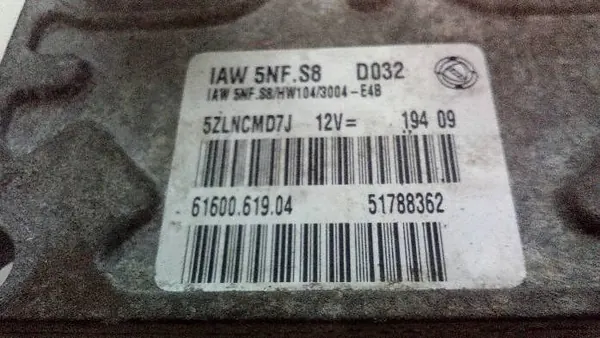 IAW 5NF.S8 D032
IAW 5NF.S8/HW104/3004-E4B
5ZLNCMD7J 12V= 194 09
61600.619.04 51788362